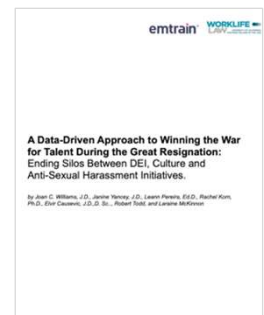 emtrain
WORKLIFE
LAW
A Data-Driven Approach to Winning the War
for Talent During the Great Resignation:
Ending Silos Between DEI, Culture and
Anti-Sexual Harassment Initiatives.
by Joan C. Williams, J.D., Janine Yancey, J.D., Leann Pereira, Ed.D., Rachel Korn,
Ph.D., Elvir Causevic, J.D.,D. Sc., Robert Todd, and Laraine McKinnon